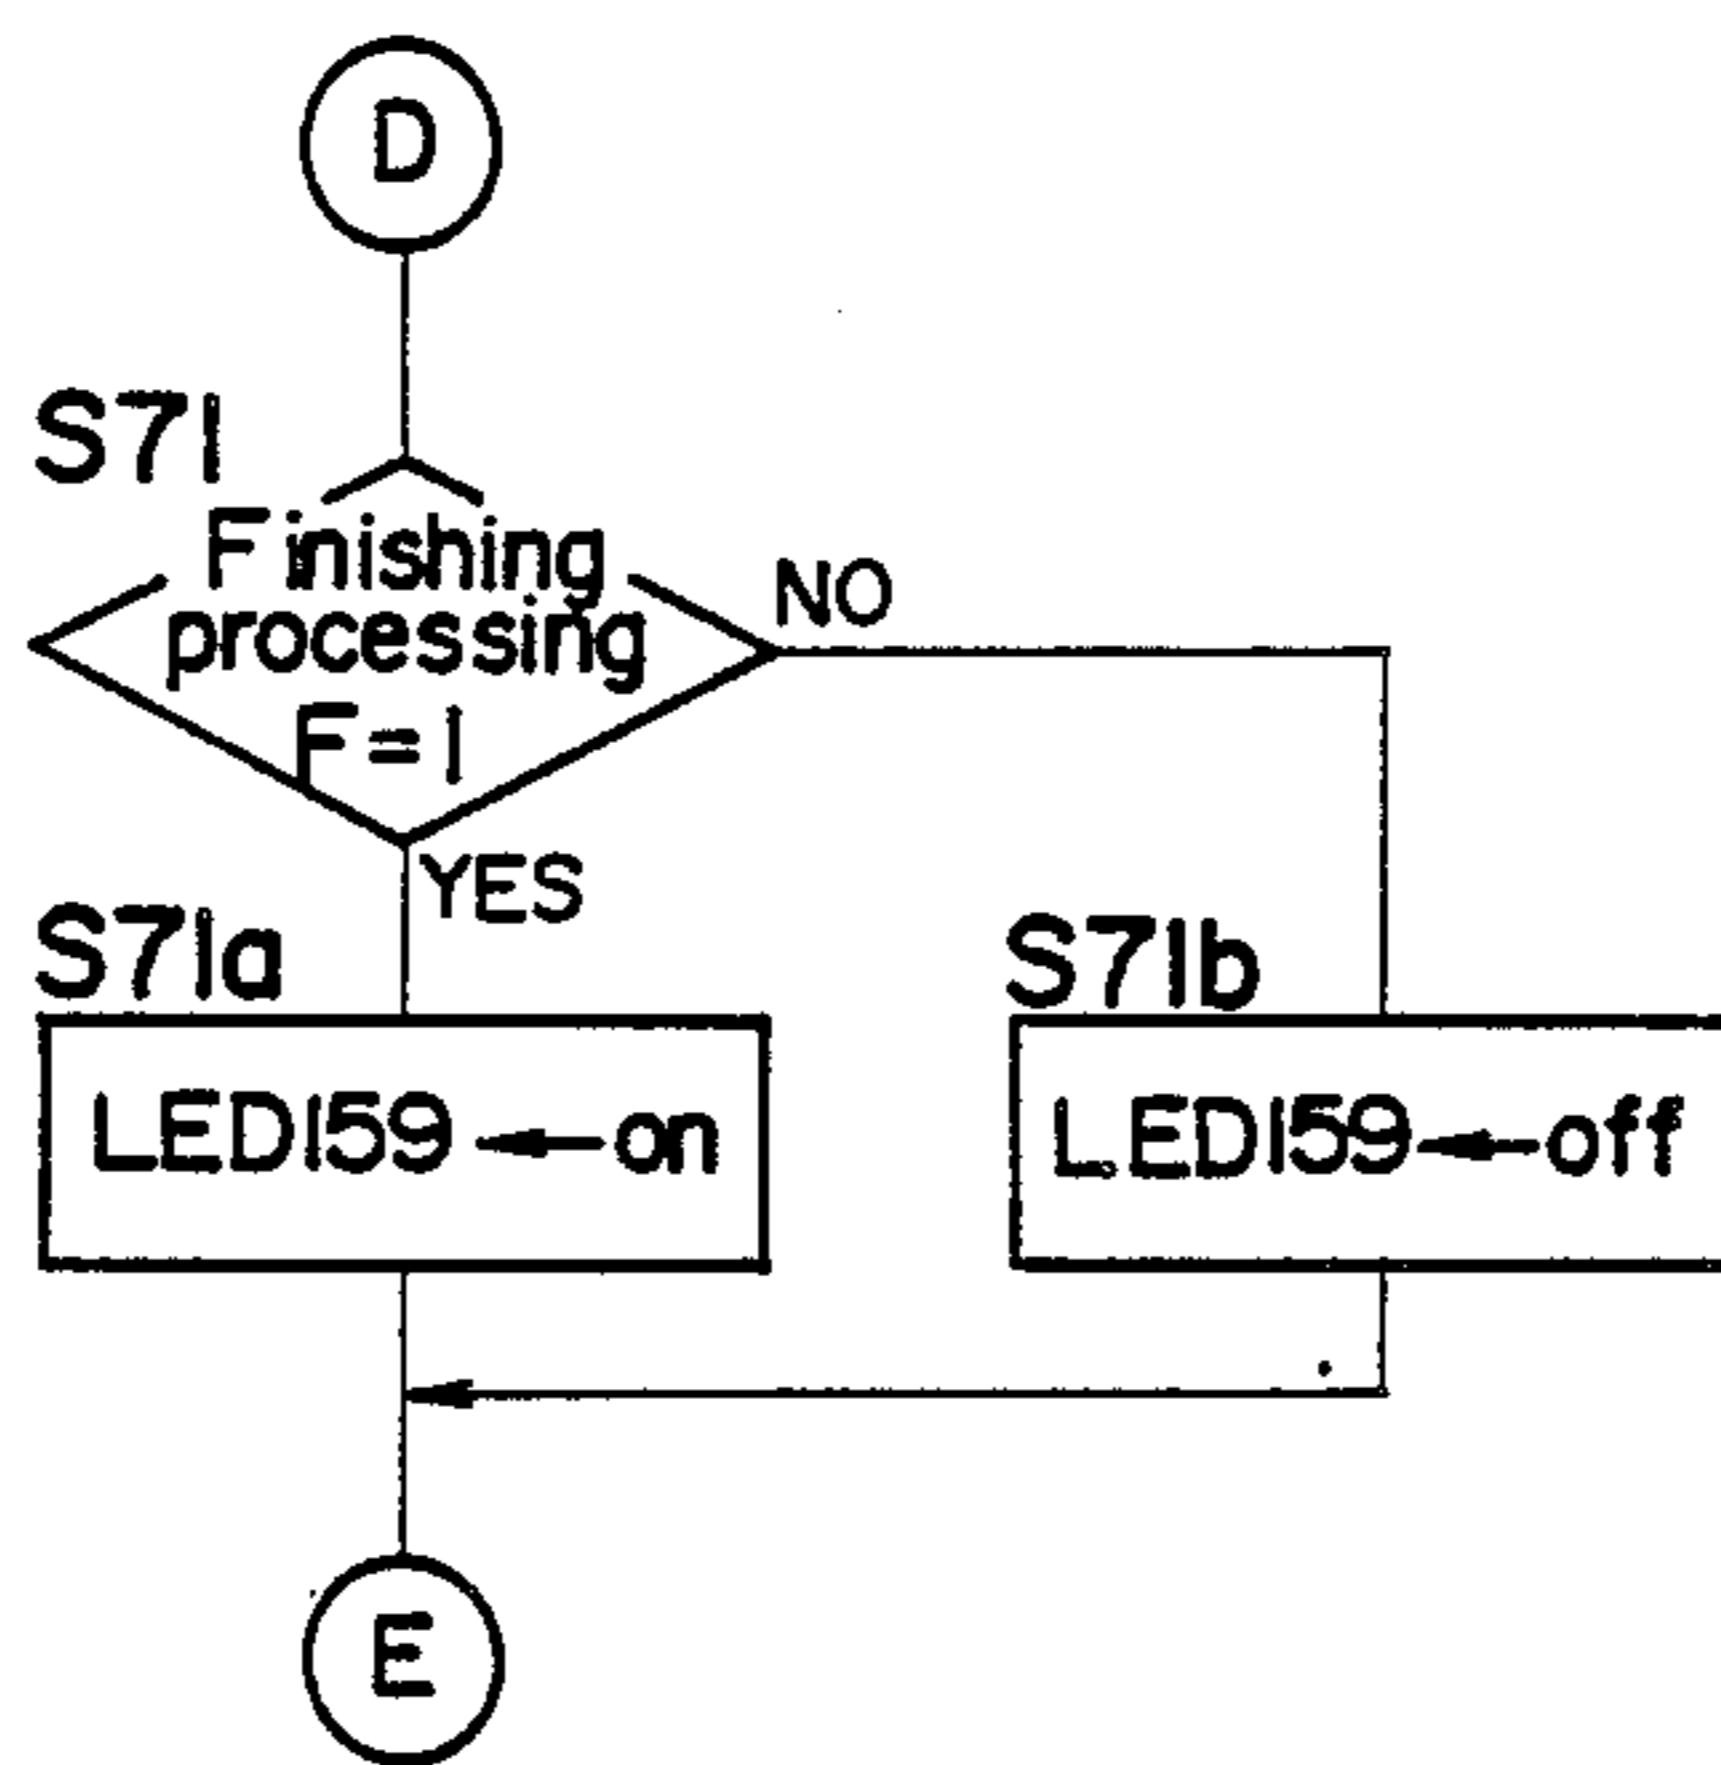 D
S71
Finishing
processing
F=1
NO
YES
S71a
S71b
LED159←on
LED159←off
E